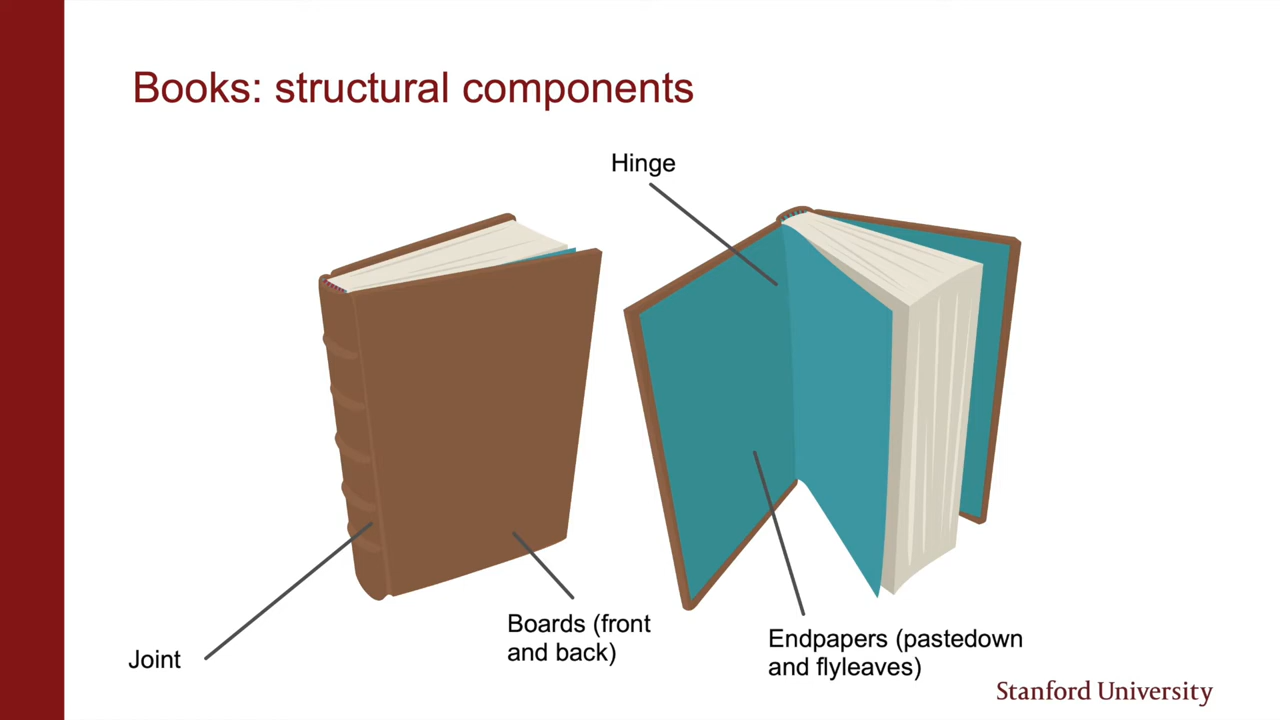 Books: structural components
Hinge
Joint
Boards (front
and back)
Endpapers (pastedown
and flyleaves)
Stanford University